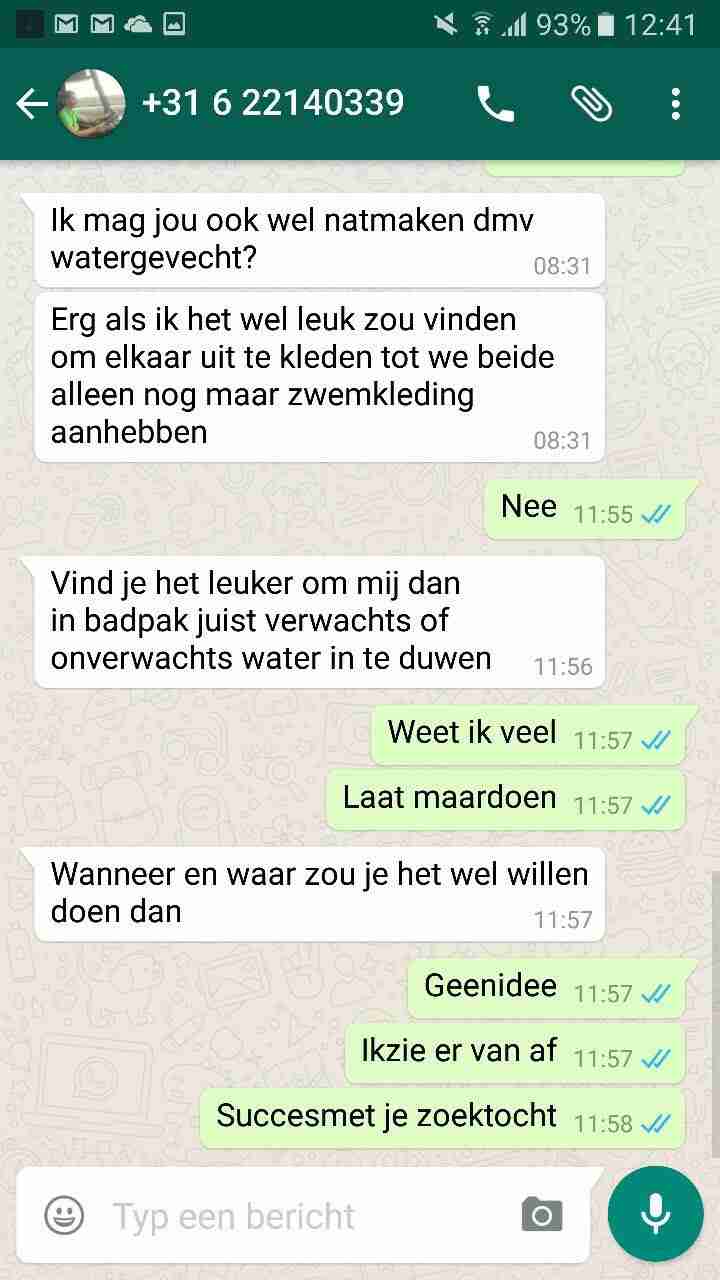 93% 12:41
+31 6 22140339
Ik mag jou ook wel natmaken dmv
watergevecht?
08:31
Erg als ik het wel leuk zou vinden
om elkaar uit te kleden tot we beide
alleen nog maar zwemkleding
aanhebben
08:31
Nee 11:55
Vind je het leuker om mij dan
in badpak juist verwachts of
onverwachts water in te duwen 11:56
Weet ik veel 11:57
Laat maardoen 11:57
Wanneer en waar zou je het wel willen
doen dan
11:57
Geenidee 11:57
Ikzie er van af 11:57
Succesmet je zoektocht 11:58
Typ een bericht